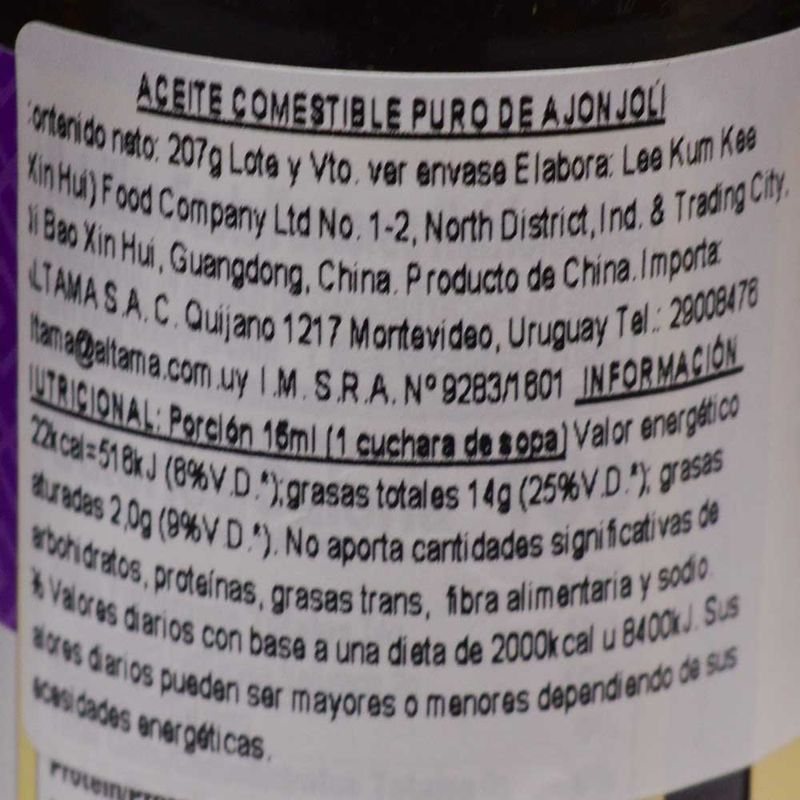 ACEITE COMESTIBLE PURO DE AJONJOLÍ
ontenido neto: 207g Lote y Vto. ver envase Elabora: Lee Kum Kee
Xin Hui) Food Company Ltd No. 1-2, North District, Ind. & Trading City,
i Bao Xin Hui, Guangdong, China. Producto de China. Importa:
LTAMA S.A. C. Quijano 1217 Montevideo, Uruguay Tel.: 29008478
ltama@altama.com.uy I.M. S.R.A. Nº 9283/1801 INFORMACIÓN
UTRICIONAL: Porción 15ml (1 cuchara de sopa) Valor energético
22kcal=518kJ (6%V.D.*); grasas totales 14g (25%V.D.*); grasas
aturadas 2,0g (9%V.D.*). No aporta cantidades significativas de
arbohidratos, proteínas, grasas trans, fibra alimentaria y sodio.
% Valores diarios con base a una dieta de 2000kcal u 8400kJ. Sus
alores diarios pueden ser mayores o menores dependiendo de sus
ecesidades energéticas.